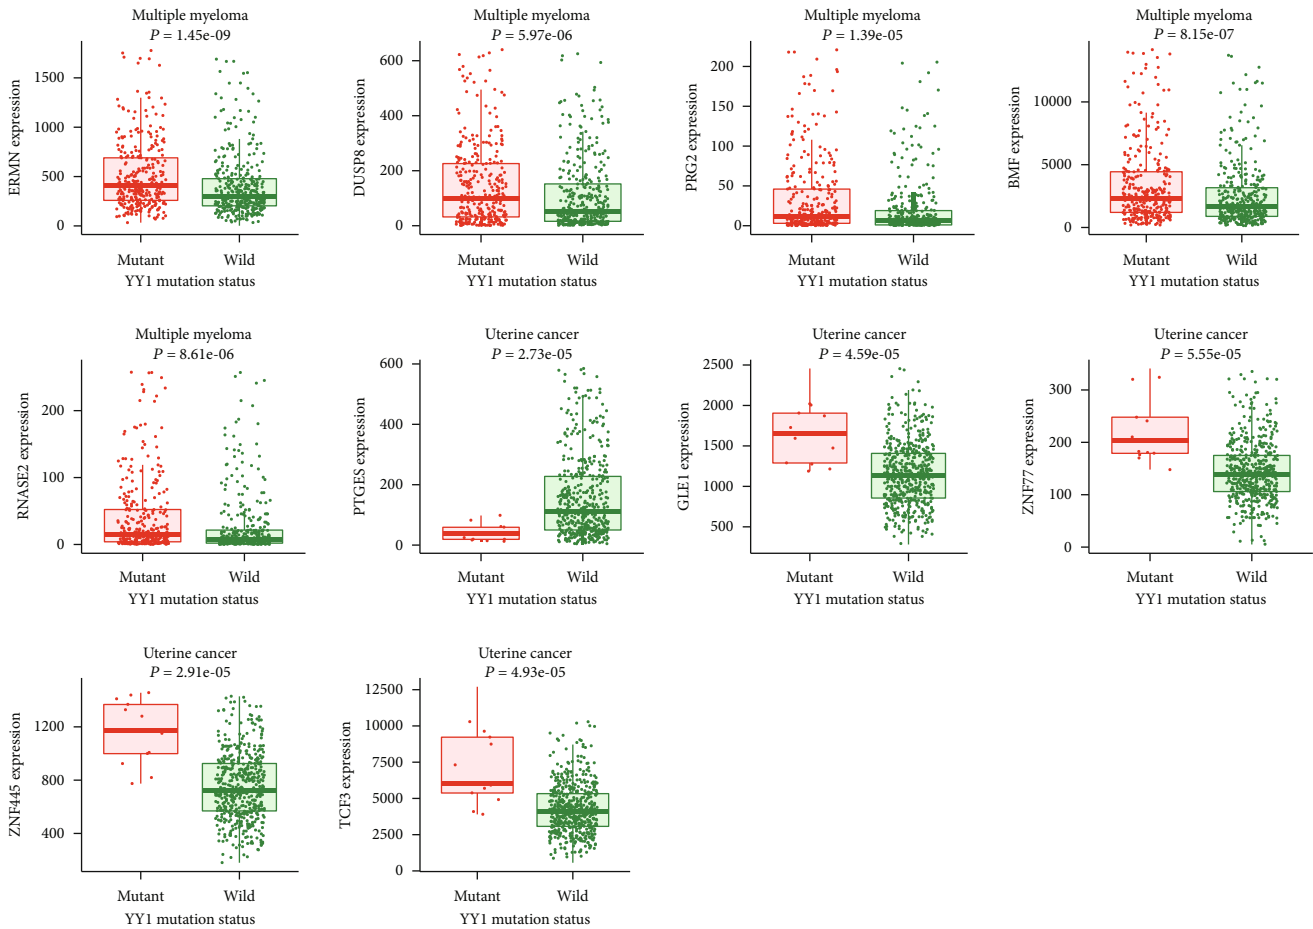 Multiple myeloma
P = 1.45e-09
ERMN expression
1500
1000
500
0
Mutant Wild
YY1 mutation status
Multiple myeloma
P = 5.97e-06
DUSP8 expression
600
400
200
0
Mutant Wild
YY1 mutation status
Multiple myeloma
P = 1.39e-05
PRG2 expression
200
150
100
50
0
Mutant Wild
YY1 mutation status
Multiple myeloma
P = 8.15e-07
BMF expression
10000
5000
0
Mutant Wild
YY1 mutation status
Multiple myeloma
P = 8.61e-06
RNASE2 expression
200
100
0
Mutant Wild
YY1 mutation status
Uterine cancer
P = 2.73e-05
PTGES expression
600
400
200
0
Mutant Wild
YY1 mutation status
Uterine cancer
P = 4.59e-05
GLE1 expression
2500
2000
1500
1000
500
Mutant Wild
YY1 mutation status
Uterine cancer
P = 5.55e-05
ZNF77 expression
300
200
100
0
Mutant Wild
YY1 mutation status
Uterine cancer
P = 2.91e-05
ZNF445 expression
1200
800
400
Mutant Wild
YY1 mutation status
Uterine cancer
P = 4.93e-05
TCF3 expression
12500
10000
7500
5000
2500
0
Mutant Wild
YY1 mutation status